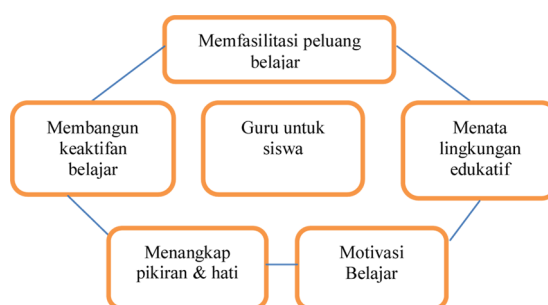 Memfasilitasi peluang
belajar
Membangun
keaktifan
belajar
Guru untuk
siswa
Menata
lingkungan
edukatif
Menangkap
pikiran & hati
Motivasi
Belajar